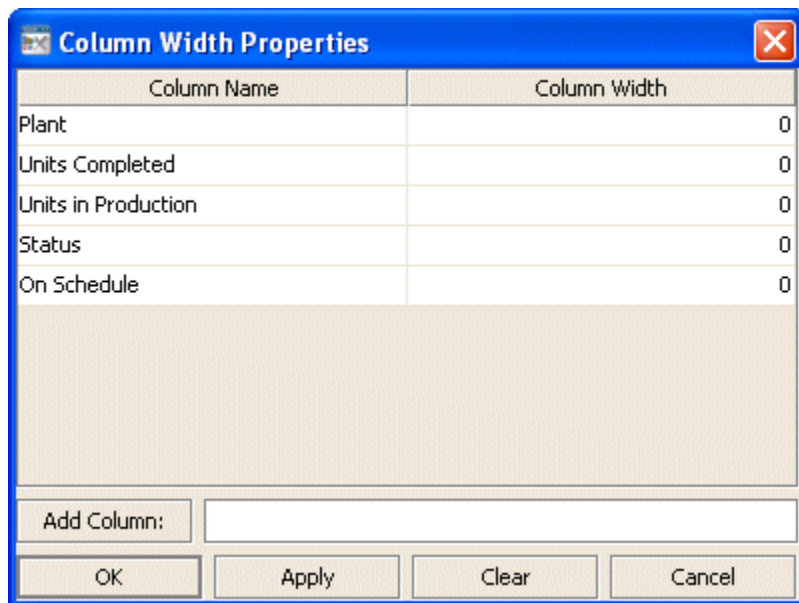 Column Width Properties
Column Name Column Width
Plant 0
Units Completed 0
Units in Production 0
Status 0
On Schedule 0
Add Column:
OK Apply Clear Cancel